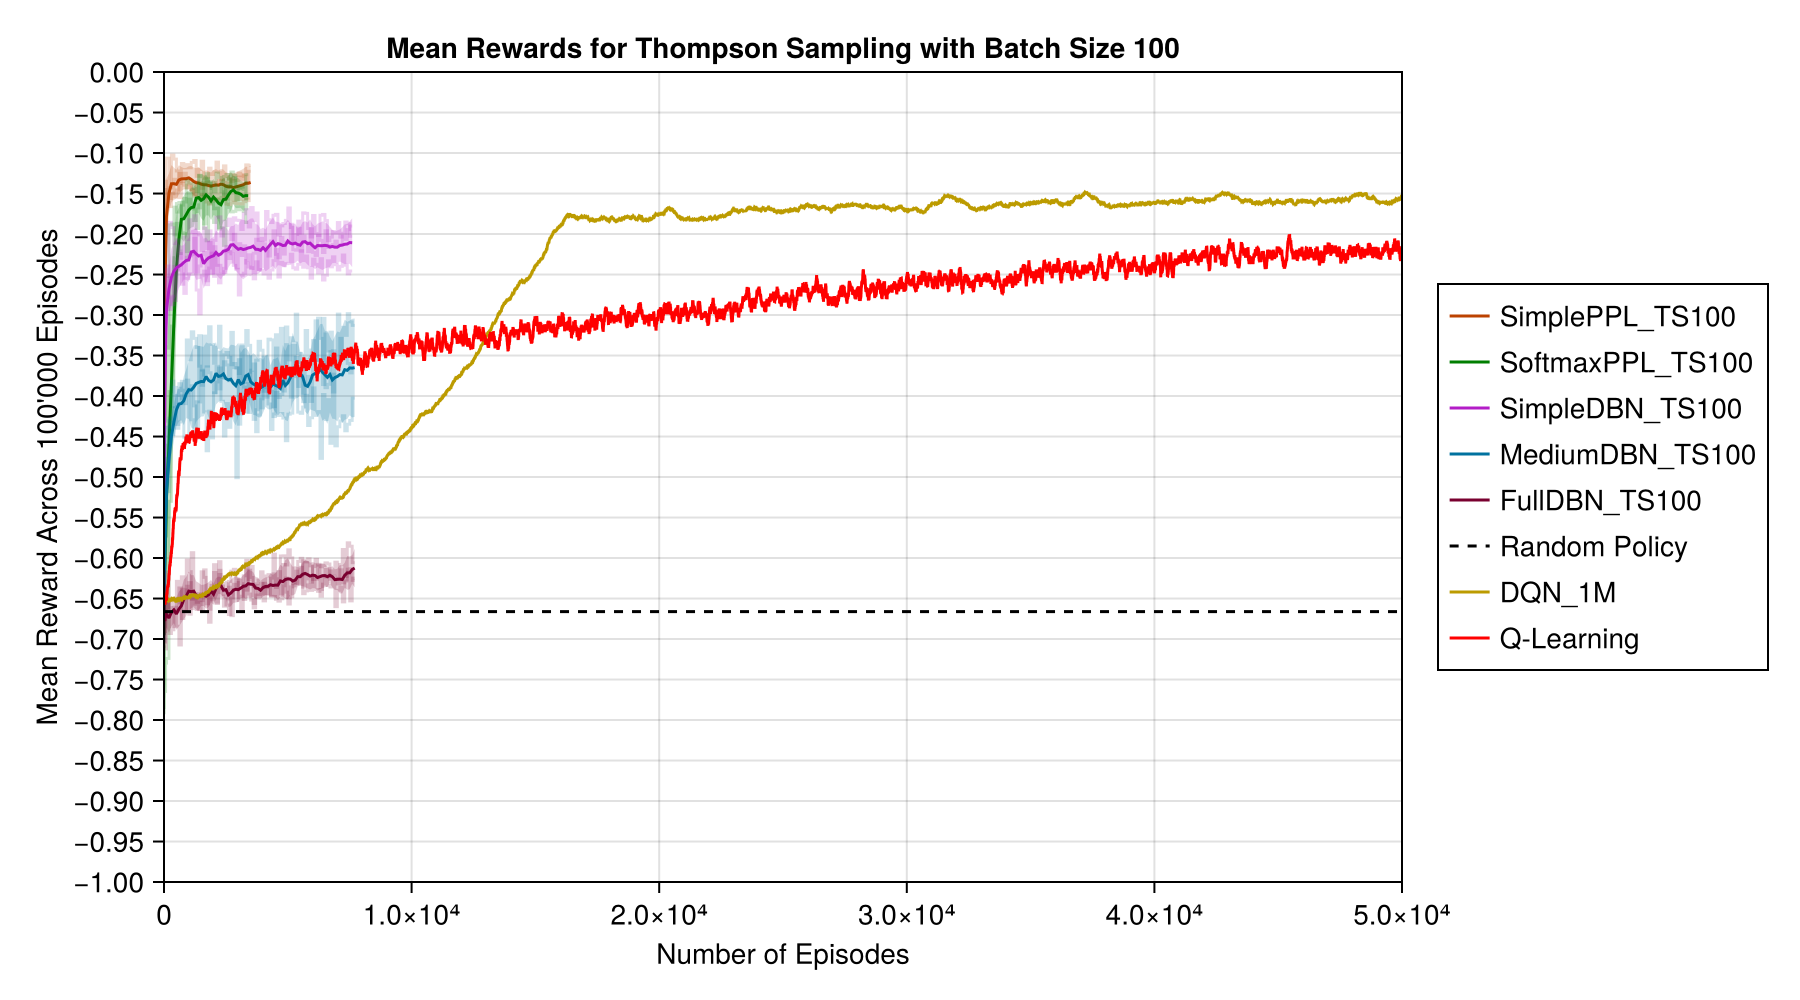 Mean Rewards for Thompson Sampling with Batch Size 100
Mean Reward Across 100'000 Episodes
0.00
−0.05
−0.10
−0.15
−0.20
−0.25
−0.30
−0.35
−0.40
−0.45
−0.50
−0.55
−0.60
−0.65
−0.70
−0.75
−0.80
−0.85
−0.90
−0.95
−1.00
0
1.0×10⁴
2.0×10⁴
3.0×10⁴
4.0×10⁴
5.0×10⁴
Number of Episodes
SimplePPL_TS100
SoftmaxPPL_TS100
SimpleDBN_TS100
MediumDBN_TS100
FullDBN_TS100
Random Policy
DQN_1M
Q-Learning